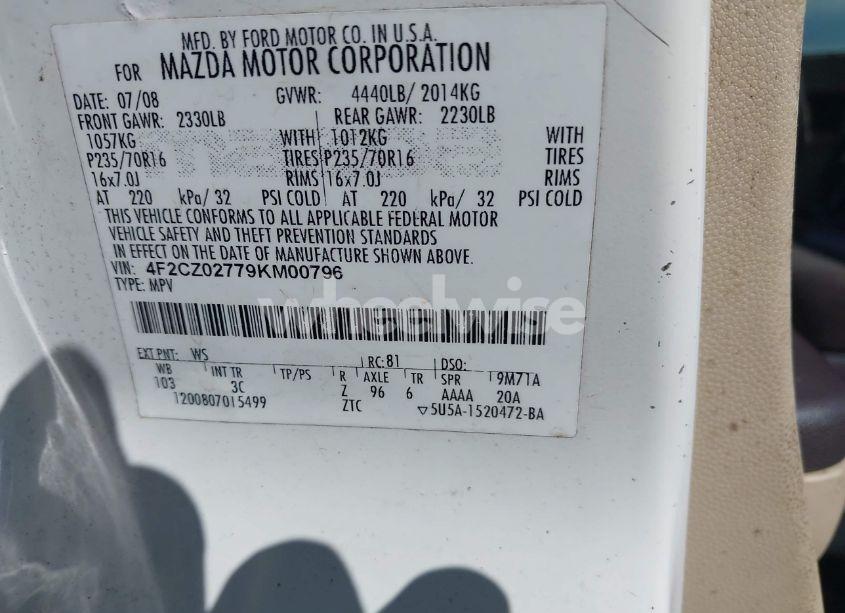 MFD. BY FORD MOTOR CO. IN U.S.A.
FOR MAZDA MOTOR CORPORATION
DATE: 07/08 GVWR: 4440LB/ 2014KG
FRONT GAWR: 2330LB REAR GAWR: 2230LB
1057KG WITH 1012KG WITH
P235/70R16 TIRES P235/70R16 TIRES
16x7.0J RIMS 16x7.0J RIMS
AT 220 kPa/ 32 PSI COLD AT 220 kPa/ 32 PSI COLD
THIS VEHICLE CONFORMS TO ALL APPLICABLE FEDERAL MOTOR
VEHICLE SAFETY AND THEFT PREVENTION STANDARDS
IN EFFECT ON THE DATE OF MANUFACTURE SHOWN ABOVE.
VIN: 4F2CZ02779KM00796
TYPE: MPV
wheelwise
EXT PNT: WS RC: 81 DSO:
WB INT TR TP/PS R AXLE TR SPR 9M71A
103 3C Z 96 6 AAAA 20A
1200807015499 ZTC ▽5U5A-1520472-BA